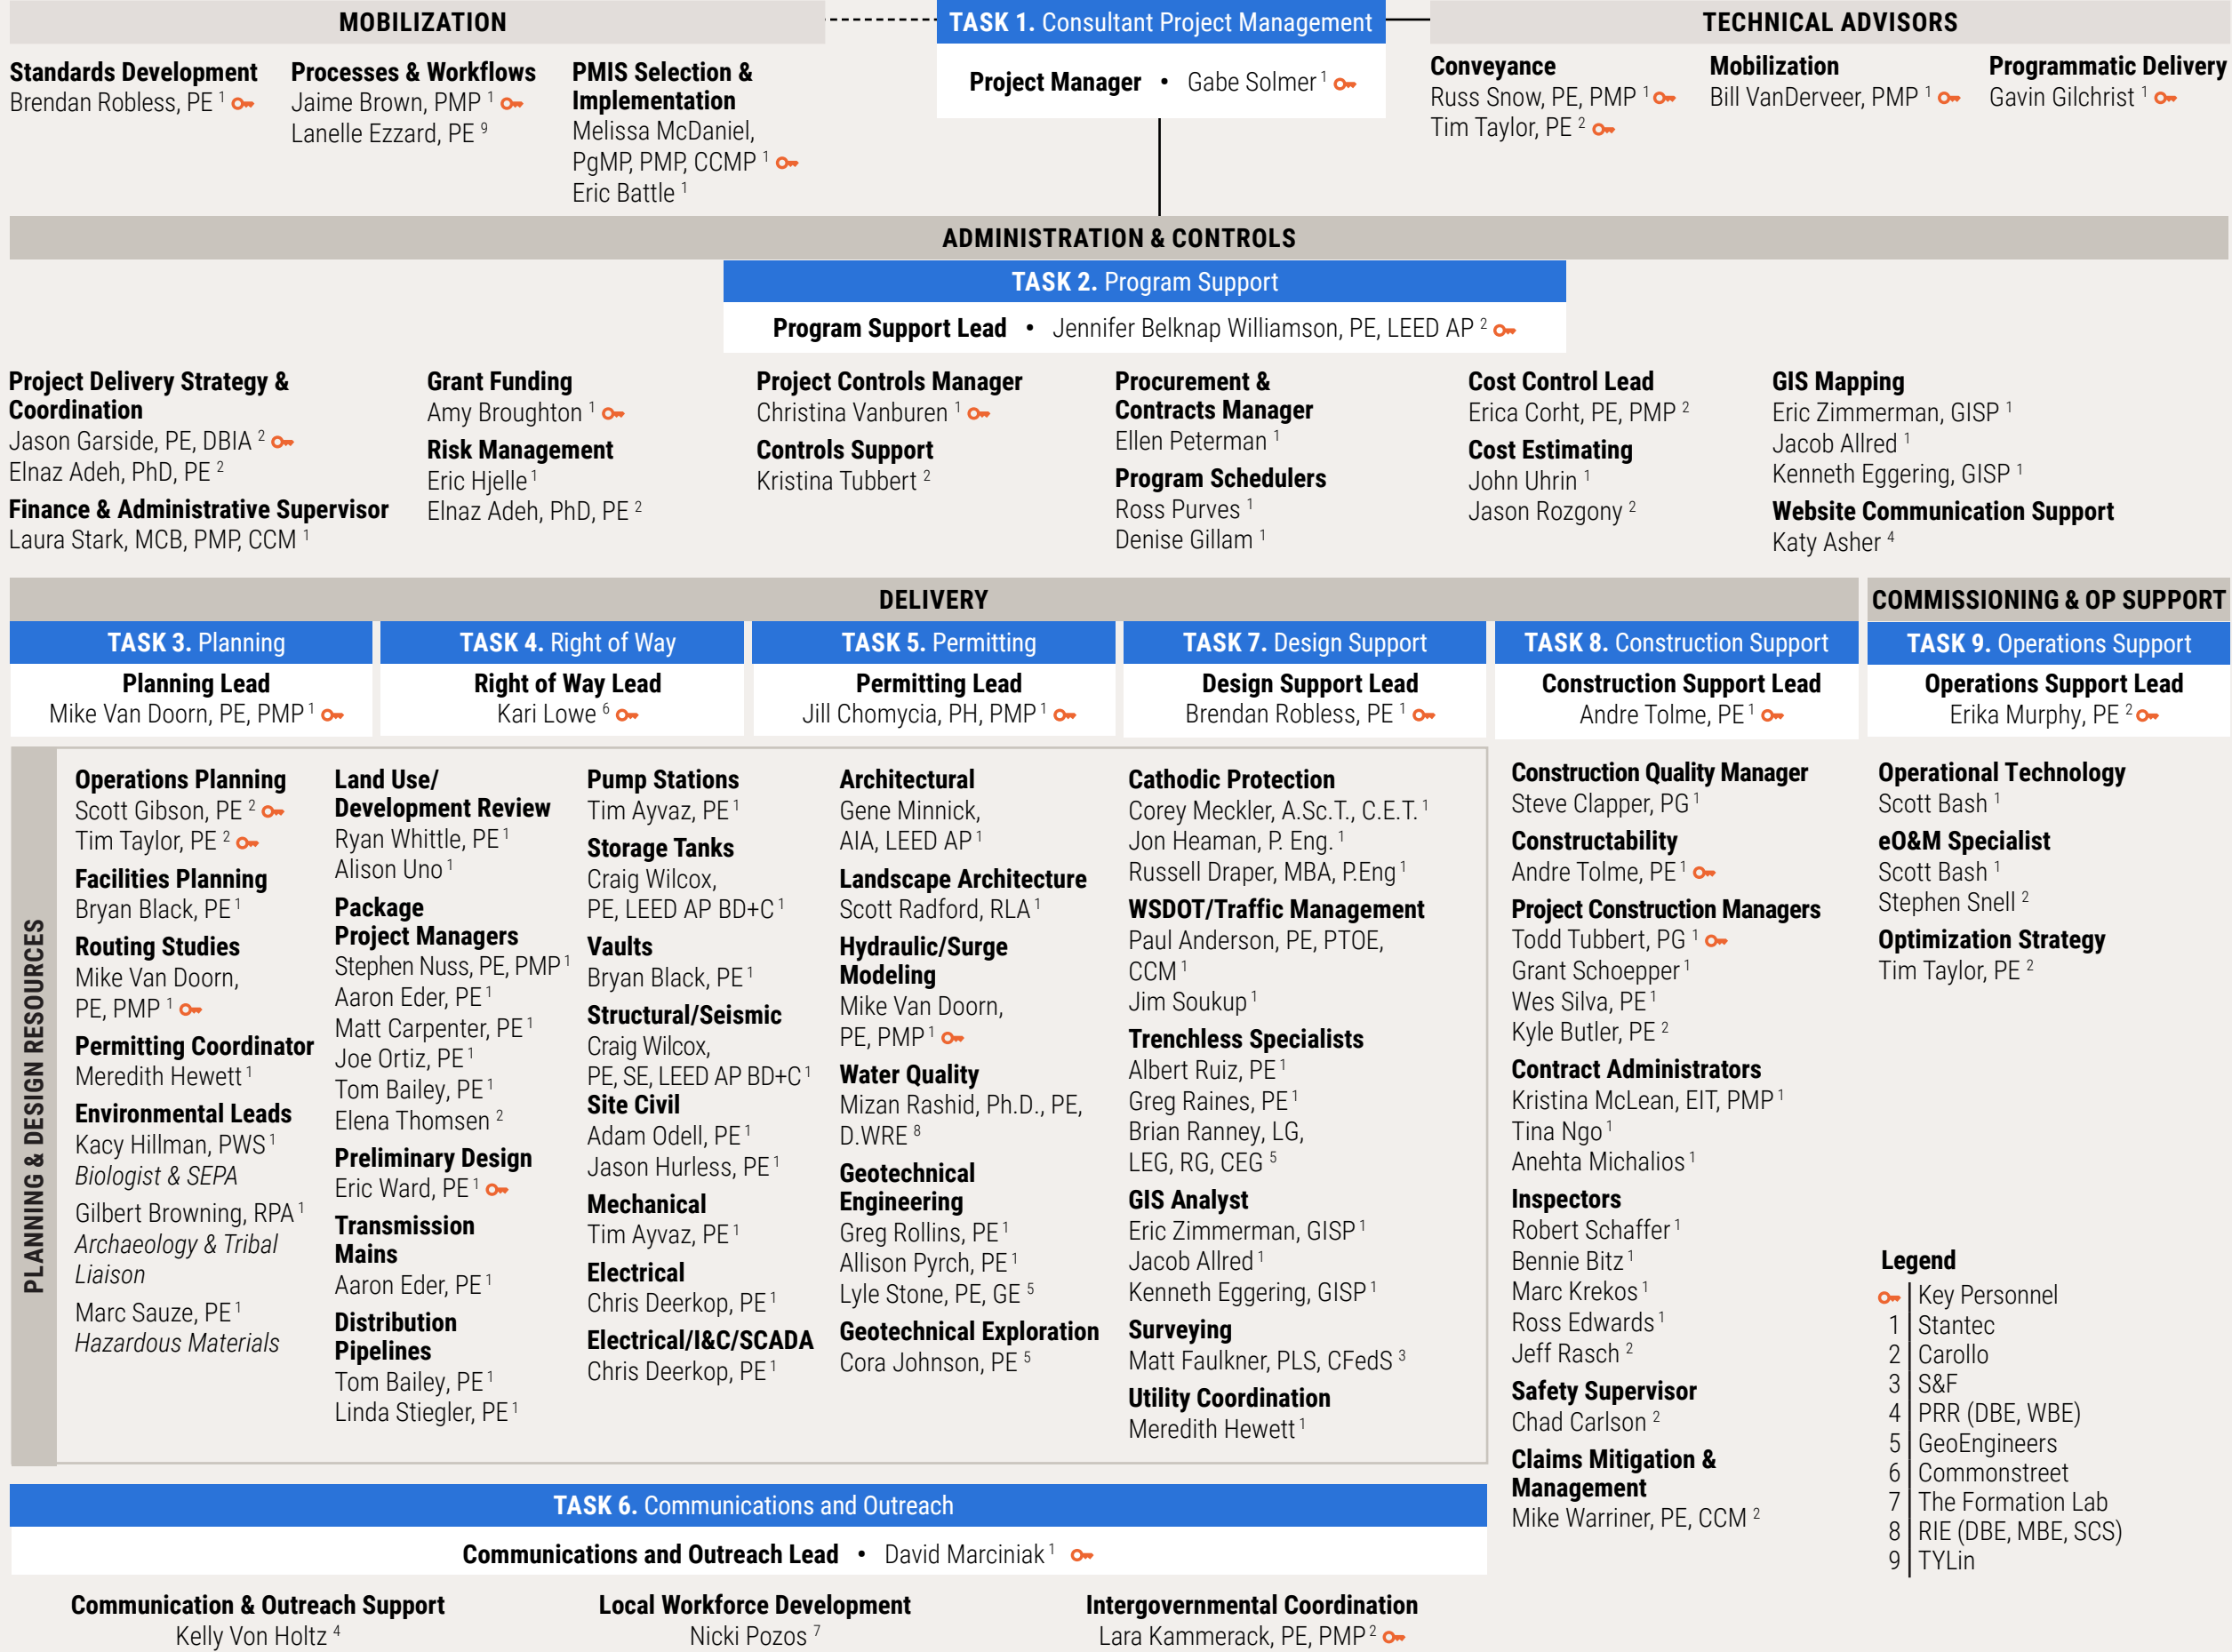 MOBILIZATION
Standards Development
Brendan Robless, PE 1
Processes & Workflows
Jaime Brown, PMP 1
Lanelle Ezzard, PE 9
PMIS Selection &
Implementation
Melissa McDaniel,
PgMP, PMP, CCMP 1
Eric Battle 1
TASK 1. Consultant Project Management
Project Manager • Gabe Solmer 1
TECHNICAL ADVISORS
Conveyance
Russ Snow, PE, PMP 1
Tim Taylor, PE 2
Mobilization
Bill VanDerveer, PMP 1
Programmatic Delivery
Gavin Gilchrist 1
ADMINISTRATION & CONTROLS
TASK 2. Program Support
Program Support Lead • Jennifer Belknap Williamson, PE, LEED AP 2
Project Delivery Strategy &
Coordination
Jason Garside, PE, DBIA 2
Elnaz Adeh, PhD, PE 2
Finance & Administrative Supervisor
Laura Stark, MCB, PMP, CCM 1
Grant Funding
Amy Broughton 1
Risk Management
Eric Hjelle 1
Elnaz Adeh, PhD, PE 2
Project Controls Manager
Christina Vanburen 1
Controls Support
Kristina Tubbert 2
Procurement &
Contracts Manager
Ellen Peterman 1
Program Schedulers
Ross Purves 1
Denise Gillam 1
Cost Control Lead
Erica Corht, PE, PMP 2
Cost Estimating
John Uhrin 1
Jason Rozgony 2
GIS Mapping
Eric Zimmerman, GISP 1
Jacob Allred 1
Kenneth Eggering, GISP 1
Website Communication Support
Katy Asher 4
DELIVERY
COMMISSIONING & OP SUPPORT
TASK 3. Planning
Planning Lead
Mike Van Doorn, PE, PMP 1
TASK 4. Right of Way
Right of Way Lead
Kari Lowe 6
TASK 5. Permitting
Permitting Lead
Jill Chomycia, PH, PMP 1
TASK 7. Design Support
Design Support Lead
Brendan Robless, PE 1
TASK 8. Construction Support
Construction Support Lead
Andre Tolme, PE 1
TASK 9. Operations Support
Operations Support Lead
Erika Murphy, PE 2
PLANNING & DESIGN RESOURCES
Operations Planning
Scott Gibson, PE 2
Tim Taylor, PE 2
Facilities Planning
Bryan Black, PE 1
Routing Studies
Mike Van Doorn,
PE, PMP 1
Permitting Coordinator
Meredith Hewett 1
Environmental Leads
Kacy Hillman, PWS 1
Biologist & SEPA
Gilbert Browning, RPA 1
Archaeology & Tribal
Liaison
Marc Sauze, PE 1
Hazardous Materials
Land Use/
Development Review
Ryan Whittle, PE 1
Alison Uno 1
Package
Project Managers
Stephen Nuss, PE, PMP 1
Aaron Eder, PE 1
Matt Carpenter, PE 1
Joe Ortiz, PE 1
Tom Bailey, PE 1
Elena Thomsen 2
Preliminary Design
Eric Ward, PE 1
Transmission
Mains
Aaron Eder, PE 1
Distribution
Pipelines
Tom Bailey, PE 1
Linda Stiegler, PE 1
Pump Stations
Tim Ayvaz, PE 1
Storage Tanks
Craig Wilcox,
PE, LEED AP BD+C 1
Vaults
Bryan Black, PE 1
Structural/Seismic
Craig Wilcox,
PE, SE, LEED AP BD+C 1
Site Civil
Adam Odell, PE 1
Jason Hurless, PE 1
Mechanical
Tim Ayvaz, PE 1
Electrical
Chris Deerkop, PE 1
Electrical/I&C/SCADA
Chris Deerkop, PE 1
Architectural
Gene Minnick,
AIA, LEED AP 1
Landscape Architecture
Scott Radford, RLA 1
Hydraulic/Surge
Modeling
Mike Van Doorn,
PE, PMP 1
Water Quality
Mizan Rashid, Ph.D., PE,
D.WRE 8
Geotechnical
Engineering
Greg Rollins, PE 1
Allison Pyrch, PE 1
Lyle Stone, PE, GE 5
Geotechnical Exploration
Cora Johnson, PE 5
Cathodic Protection
Corey Meckler, A.Sc.T., C.E.T. 1
Jon Heaman, P. Eng. 1
Russell Draper, MBA, P.Eng 1
WSDOT/Traffic Management
Paul Anderson, PE, PTOE,
CCM 1
Jim Soukup 1
Trenchless Specialists
Albert Ruiz, PE 1
Greg Raines, PE 1
Brian Ranney, LG,
LEG, RG, CEG 5
GIS Analyst
Eric Zimmerman, GISP 1
Jacob Allred 1
Kenneth Eggering, GISP 1
Surveying
Matt Faulkner, PLS, CFedS 3
Utility Coordination
Meredith Hewett 1
Construction Quality Manager
Steve Clapper, PG 1
Constructability
Andre Tolme, PE 1
Project Construction Managers
Todd Tubbert, PG 1
Grant Schoepper 1
Wes Silva, PE 1
Kyle Butler, PE 2
Contract Administrators
Kristina McLean, EIT, PMP 1
Tina Ngo 1
Anehta Michalios 1
Inspectors
Robert Schaffer 1
Bennie Bitz 1
Marc Krekos 1
Ross Edwards 1
Jeff Rasch 2
Safety Supervisor
Chad Carlson 2
Claims Mitigation &
Management
Mike Warriner, PE, CCM 2
Operational Technology
Scott Bash 1
eO&M Specialist
Scott Bash 1
Stephen Snell 2
Optimization Strategy
Tim Taylor, PE 2
Legend
Key Personnel
1 Stantec
2 Carollo
3 S&F
4 PRR (DBE, WBE)
5 GeoEngineers
6 Commonstreet
7 The Formation Lab
8 RIE (DBE, MBE, SCS)
9 TYLin
TASK 6. Communications and Outreach
Communications and Outreach Lead • David Marciniak 1
Communication & Outreach Support
Kelly Von Holtz 4
Local Workforce Development
Nicki Pozos 7
Intergovernmental Coordination
Lara Kammerack, PE, PMP 2